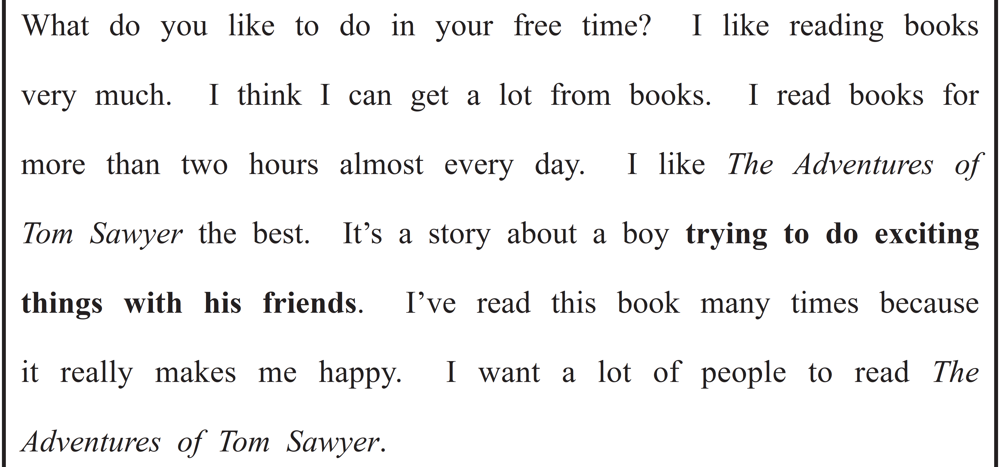 What do you like to do in your free time? I like reading books
very much. I think I can get a lot from books. I read books for
more than two hours almost every day. I like The Adventures of
Tom Sawyer the best. It’s a story about a boy trying to do exciting
things with his friends. I’ve read this book many times because
it really makes me happy. I want a lot of people to read The
Adventures of Tom Sawyer.